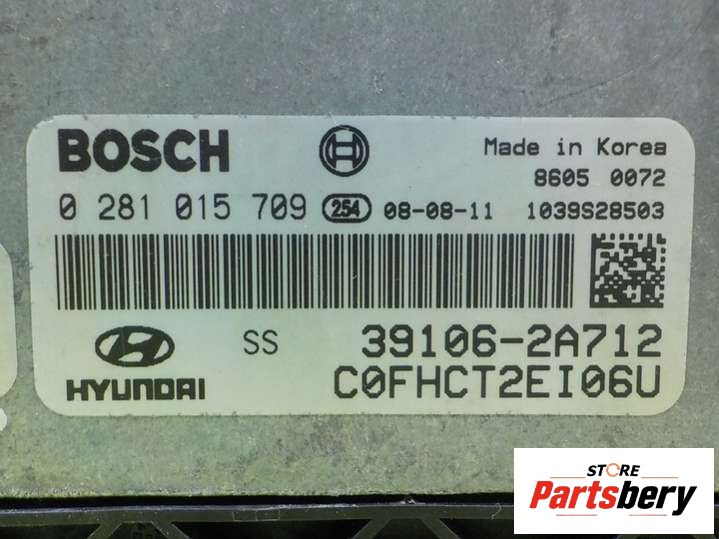 BOSCH
Made in Korea
8605 0072
0 281 015 709 254 08-08-11 1039S28503
SS 39106-2A712
HYUNDAI C0FHCT2EI06U
STORE
Partsbery